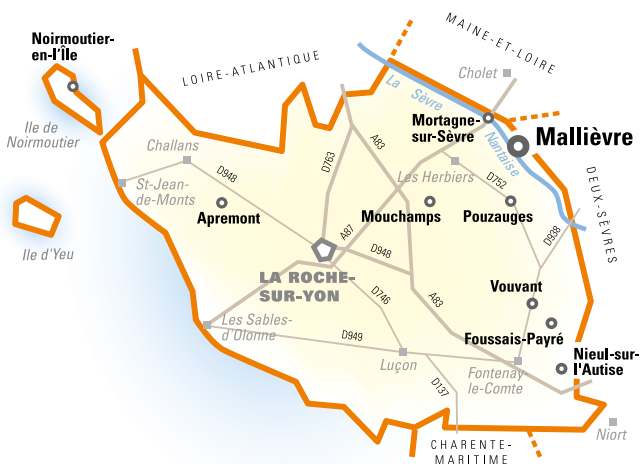 Noirmoutier-
en-l'Île
LOIRE-ATLANTIQUE
MAINE-ET-LOIRE
Cholet
La Sèvre
Nantaise
Ile de
Noirmoutier
Challans
D948
St-Jean-
de-Monts
Apremont
D763
A83
Mortagne-
sur-Sèvre
Mallièvre
Les Herbiers
D752
DEUX-SÈVRES
Mouchamps
Pouzauges
Ile d'Yeu
A87
D948
D938
LA ROCHE-
SUR-YON
D746
A83
Vouvant
Les Sables-
d'Olonne
D949
Foussais-Payré
Luçon
Fontenay-
le-Comte
Nieul-sur-
l'Autise
D137
Niort
CHARENTE-
MARITIME